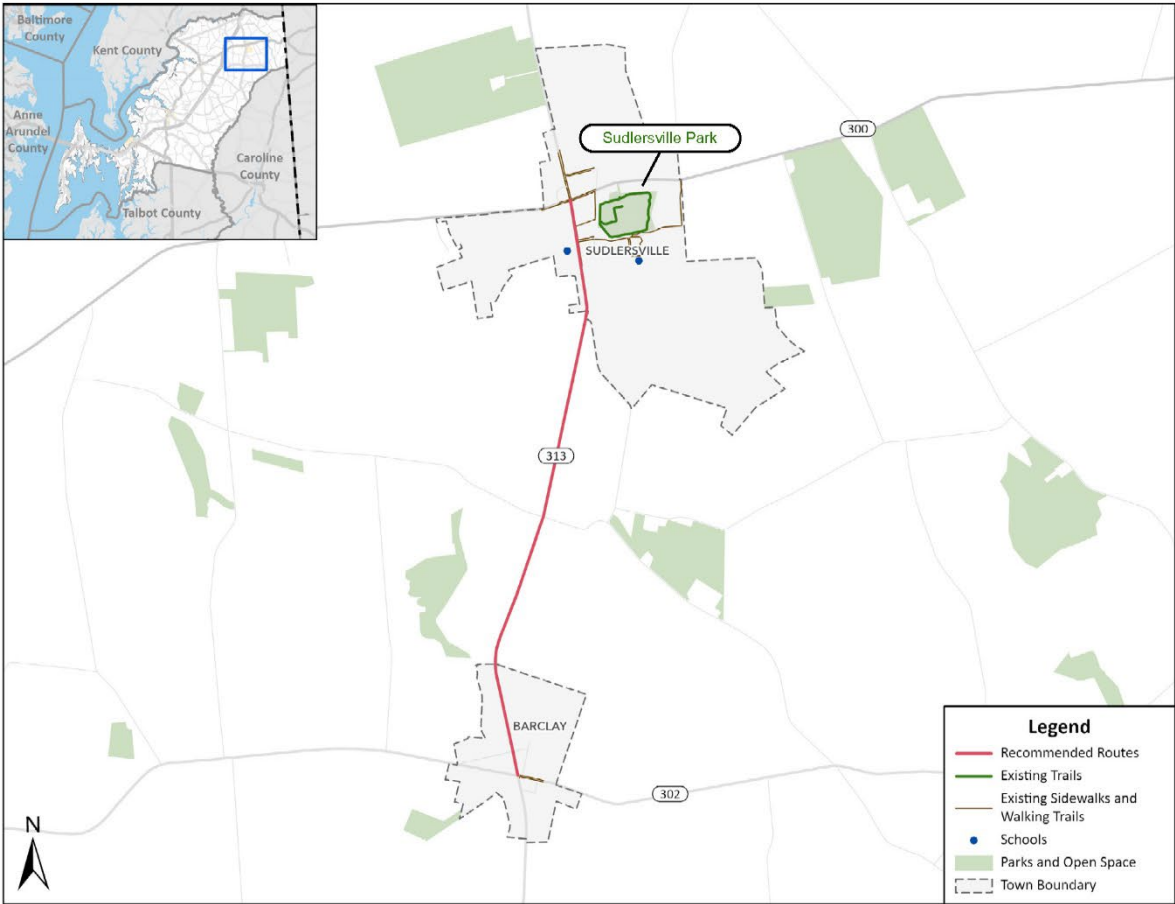 Baltimore
County
Kent County
Anne
Arundel
County
Caroline
County
Talbot County
300
Sudlersville Park
SUDLERSVILLE
313
BARCLAY
302
N
Legend
Recommended Routes
Existing Trails
Existing Sidewalks and
Walking Trails
Schools
Parks and Open Space
Town Boundary